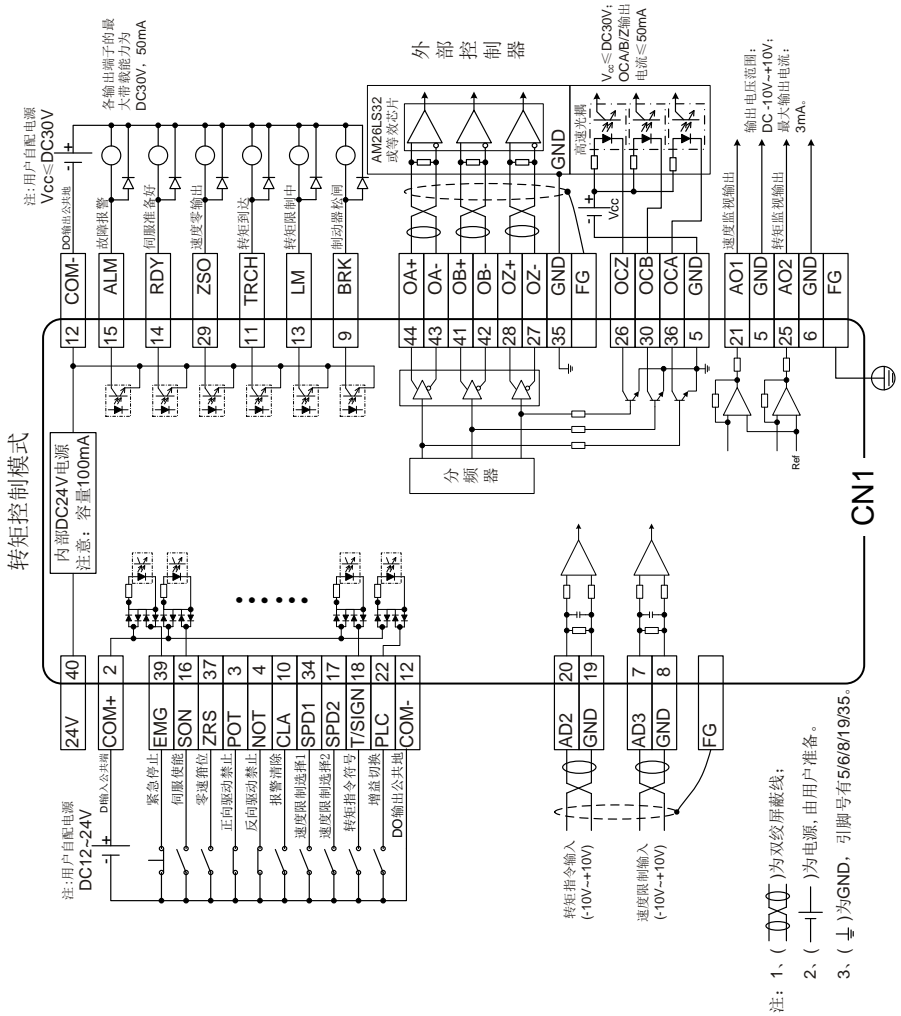 转矩控制模式
注:用户自配电源
DC12~24V
+
-
DI输入公共端
24V
40
COM+
2
紧急停止
EMG
39
伺服使能
SON
16
零速箝位
ZRS
37
正向驱动禁止
POT
3
反向驱动禁止
NOT
4
报警清除
CLA
10
速度限制选择1
SPD1
34
速度限制选择2
SPD2
17
转矩指令符号
T/SIGN
18
增益切换
PLC
22
DO输出公共地
COM-
12
转矩指令输入
(-10V~+10V)
AD2
20
GND
19
速度限制输入
(-10V~+10V)
AD3
7
GND
8
FG
内部DC24V电源
注意：容量100mA
分频器
Ref
CN1
注:用户自配电源
Vcc≤DC30V
-
+
各输出端子的最
大带载能力为
DC30V，50mA
12
COM-
DO输出公共地
15
ALM
故障报警
14
RDY
伺服准备好
29
ZSO
速度零输出
11
TRCH
转矩到达
13
LM
转矩限制中
9
BRK
制动器松闸
外部控制器
AM26LS32
或等效芯片
44
OA+
43
OA-
41
OB+
42
OB-
28
OZ+
27
OZ-
35
GND
GND
FG
高速光耦
Vcc≤DC30V；
OCA/B/Z输出
电流≤50mA
-
+
Vcc
26
OCZ
30
OCB
36
OCA
5
GND
21
AO1
速度监视输出
5
GND
25
AO2
转矩监视输出
6
GND
FG
输出电压范围：
DC -10V~+10V；
最大输出电流：
3mA。
注：1、( )为双绞屏蔽线；
2、( )为电源,由用户准备。
3、( )为GND，引脚号有5/6/8/19/35。